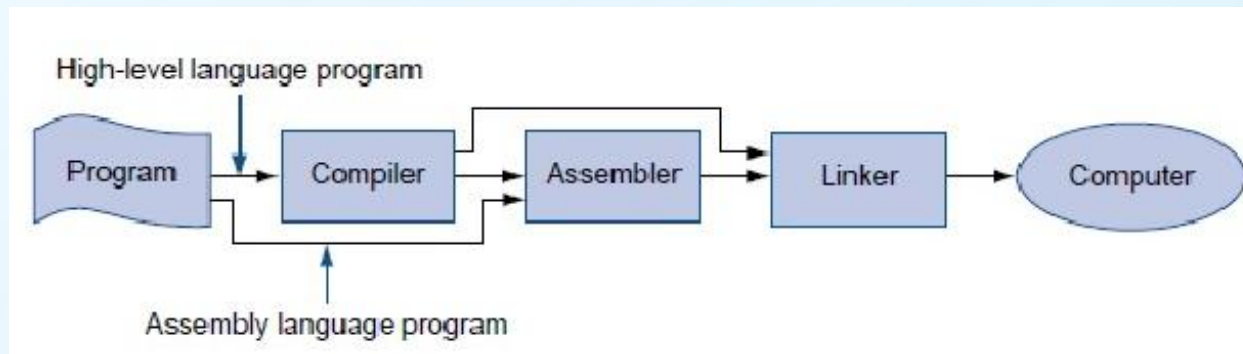 High-level language program
Program
Compiler
Assembler
Linker
Computer
Assembly language program